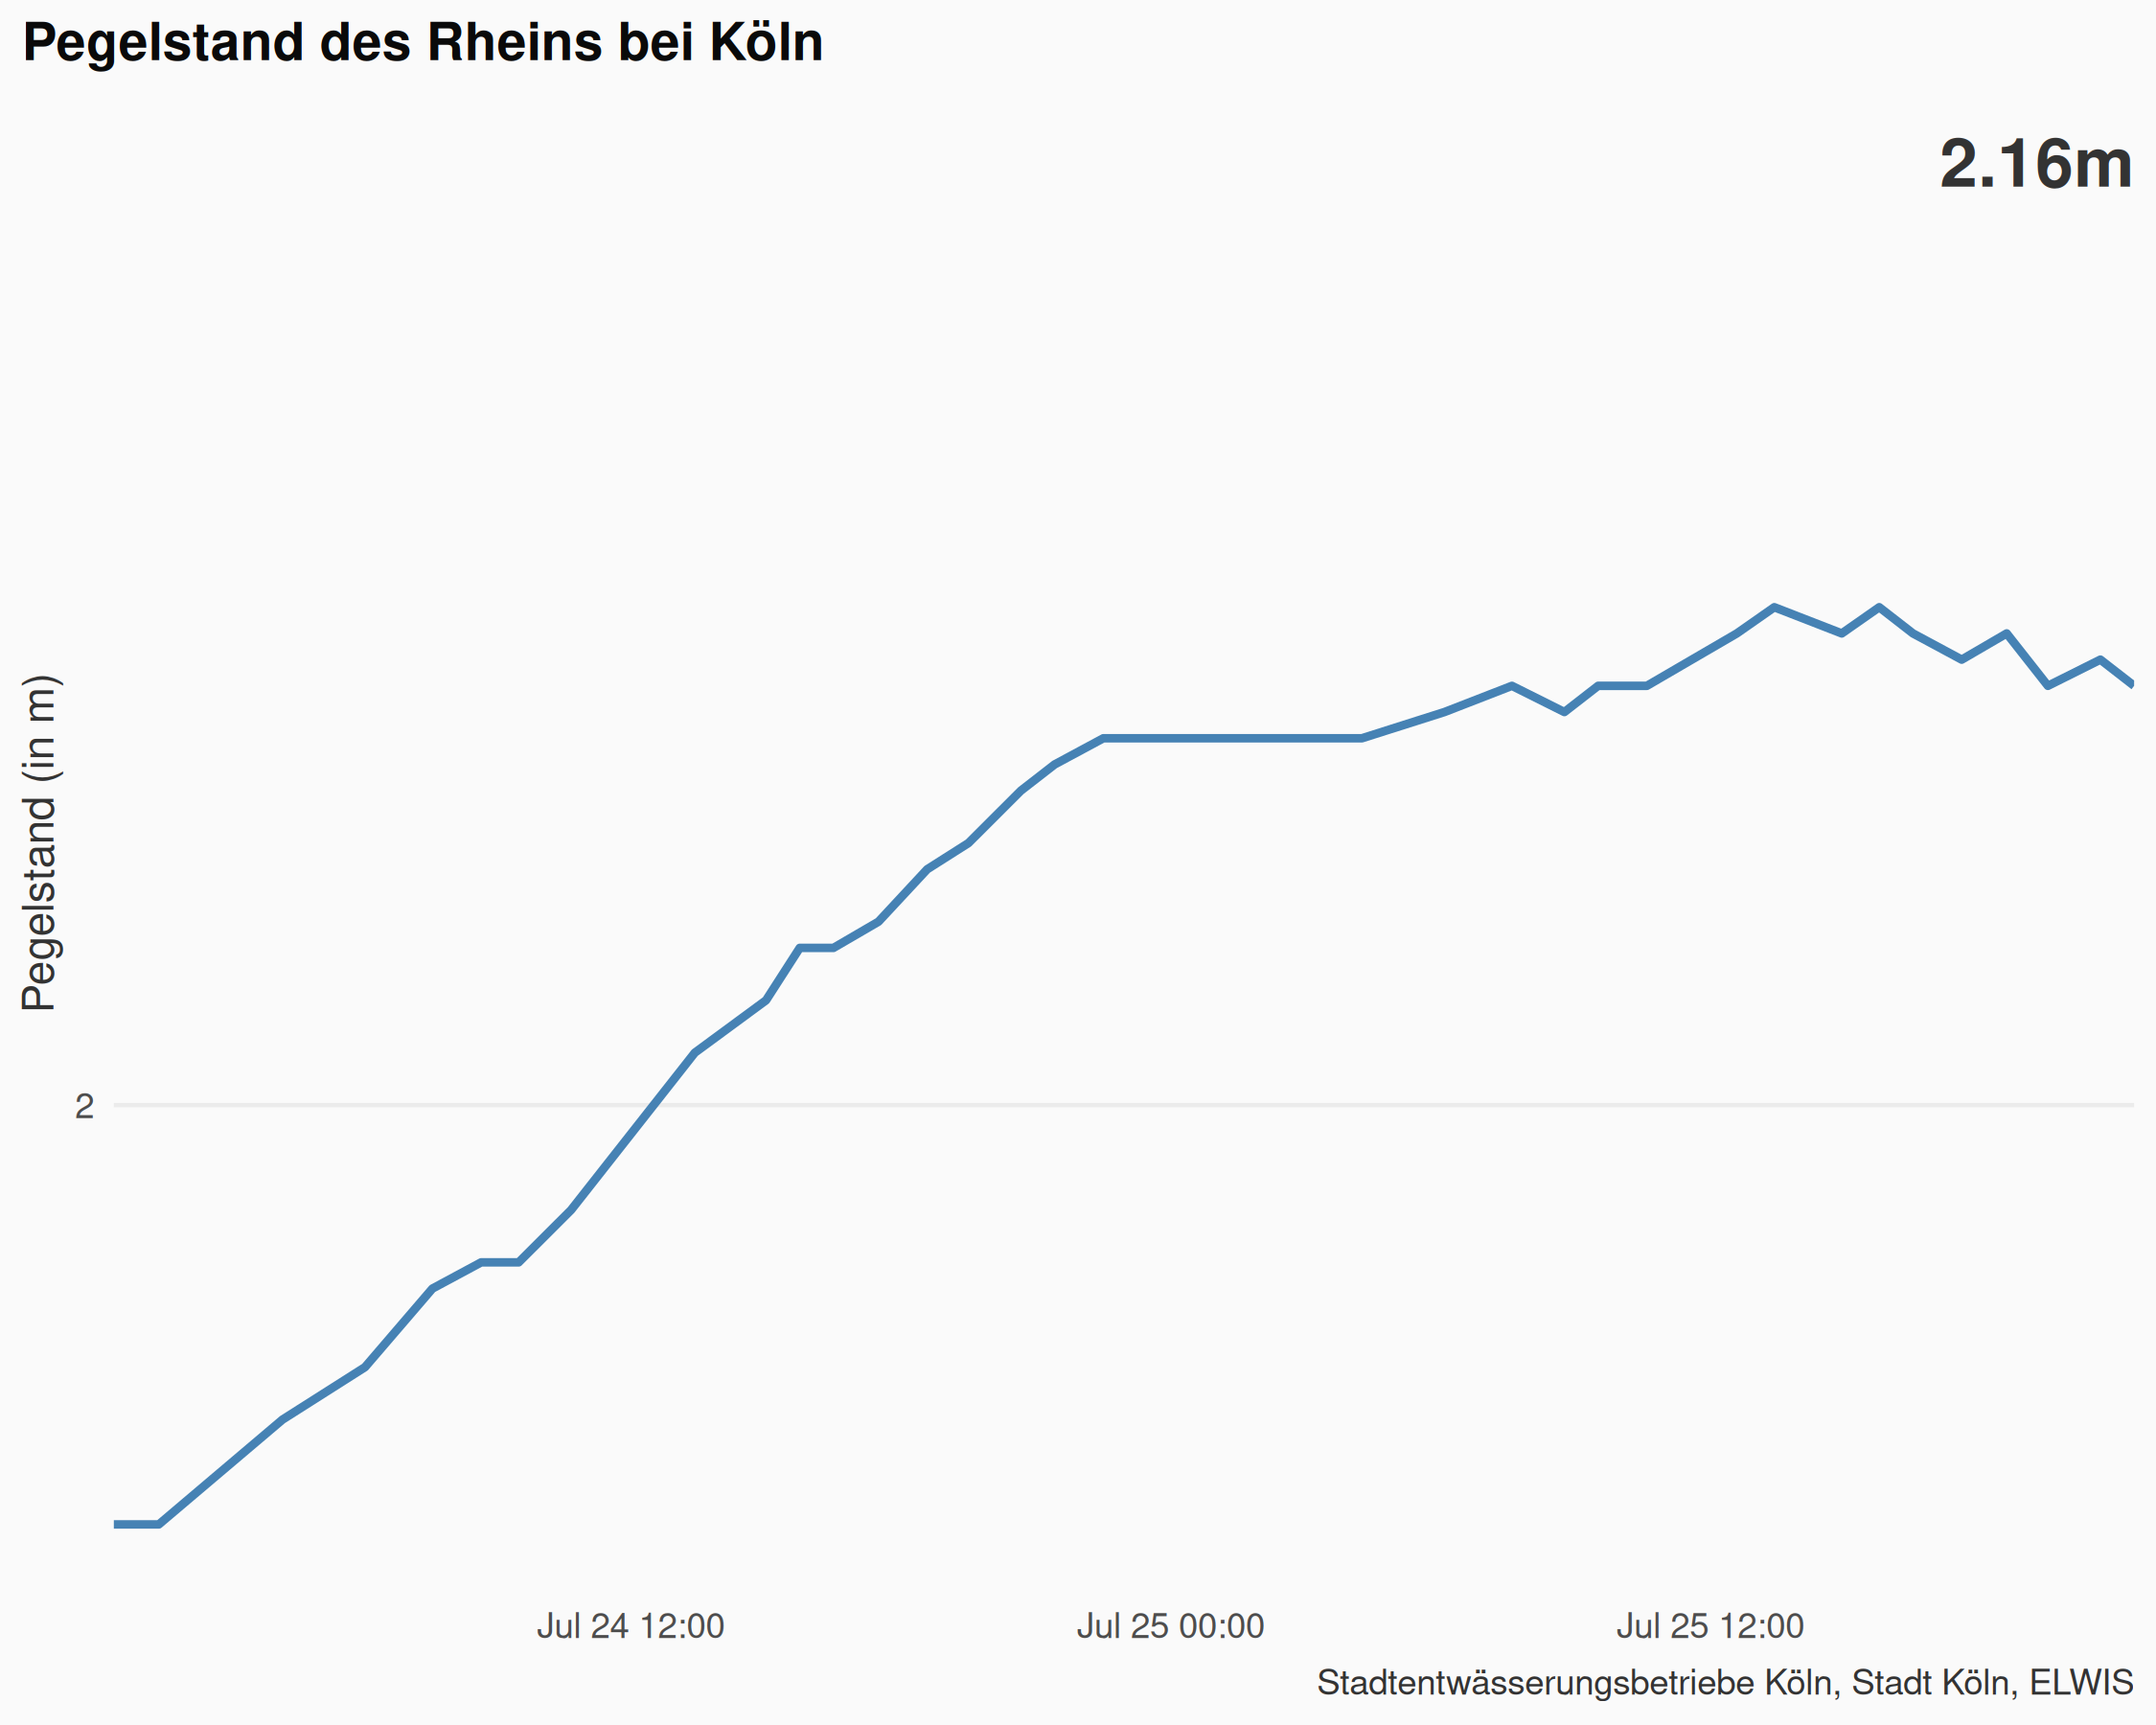 Pegelstand des Rheins bei Köln
2.16m
Pegelstand (in m)
2
Jul 24 12:00
Jul 25 00:00
Jul 25 12:00
Stadtentwässerungsbetriebe Köln, Stadt Köln, ELWIS